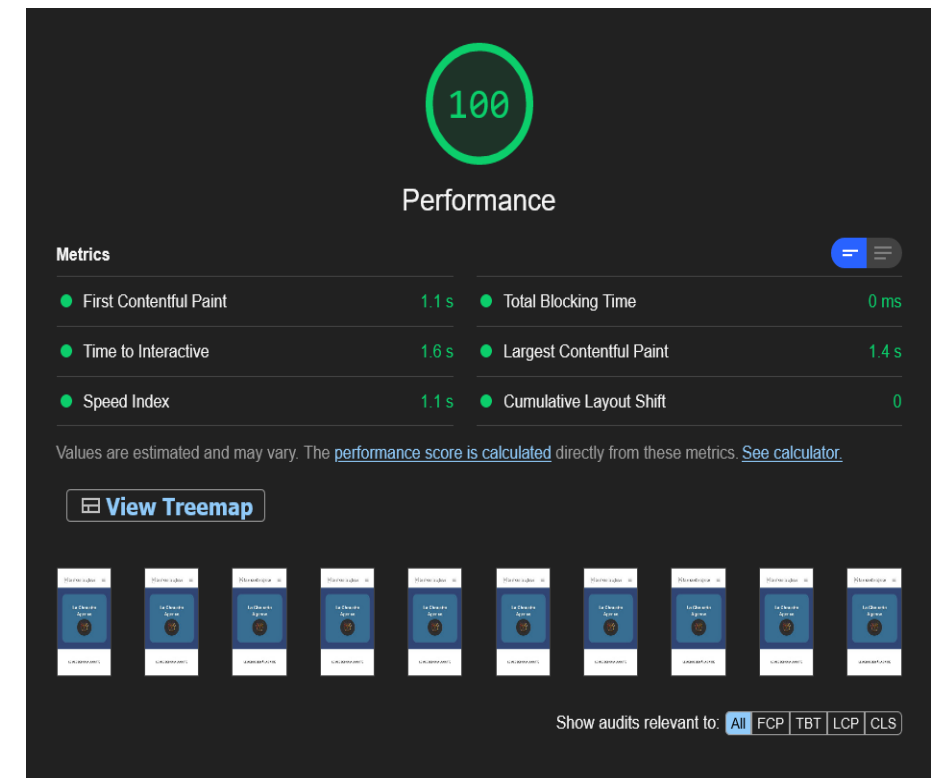 100
Performance
Metrics
First Contentful Paint 1.1 s
Total Blocking Time 0 ms
Time to Interactive 1.6 s
Largest Contentful Paint 1.4 s
Speed Index 1.1 s
Cumulative Layout Shift 0
Values are estimated and may vary. The performance score is calculated directly from these metrics. See calculator.
View Treemap
Show audits relevant to: All FCP TBT LCP CLS